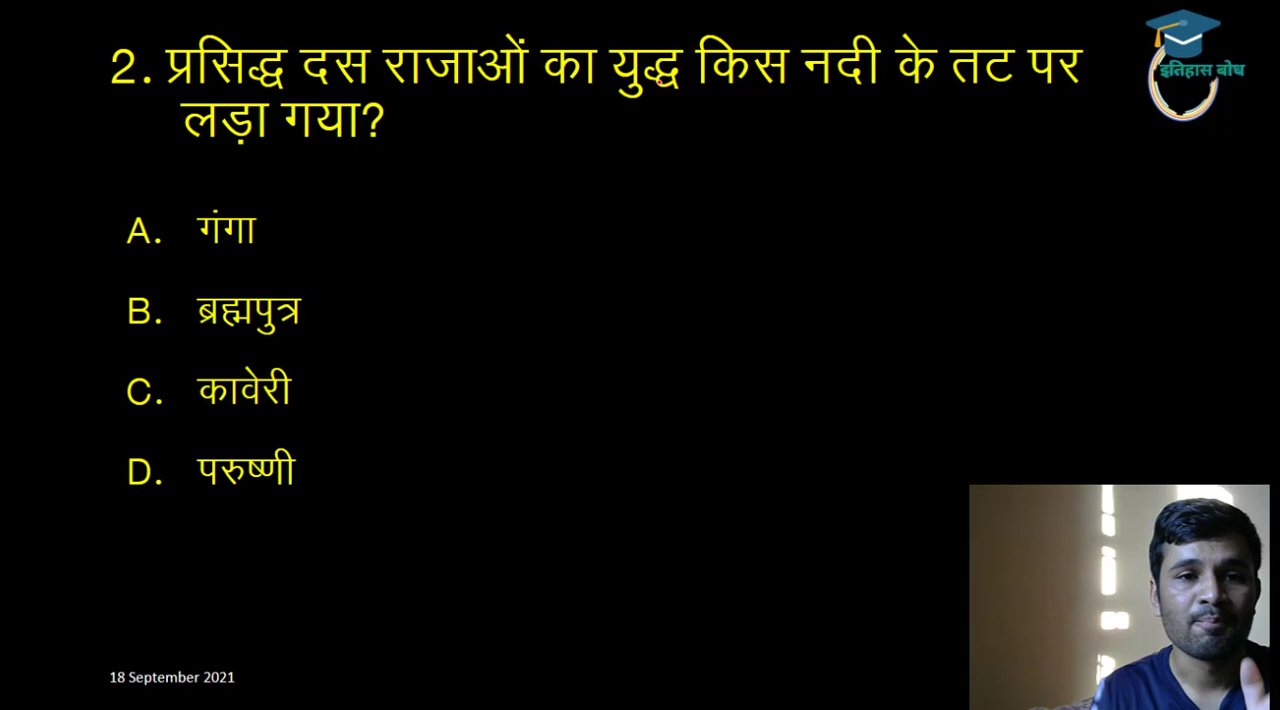 2. प्रसिद्ध दस राजाओं का युद्ध किस नदी के तट पर
लड़ा गया?
इतिहास बोध
A. गंगा
B. ब्रह्मपुत्र
C. कावेरी
D. परुष्णी
18 September 2021